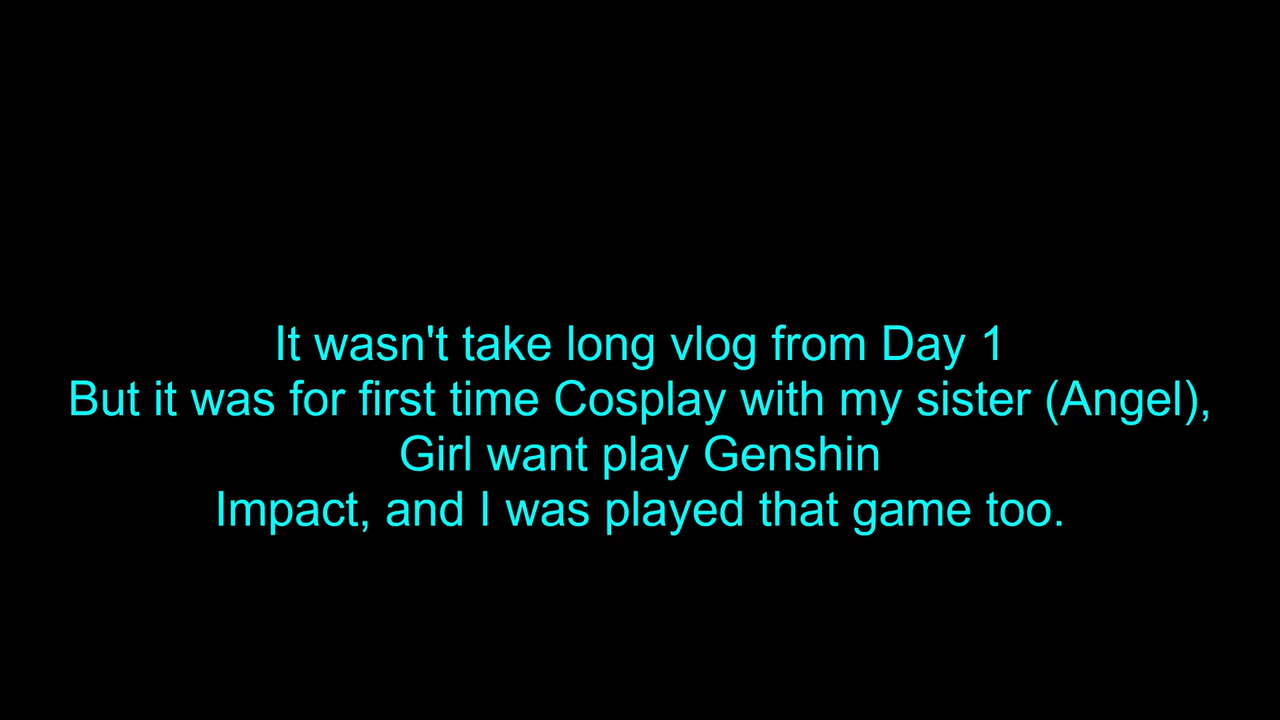 It wasn't take long vlog from Day 1
But it was for first time Cosplay with my sister (Angel),
Girl want play Genshin
Impact, and I was played that game too.